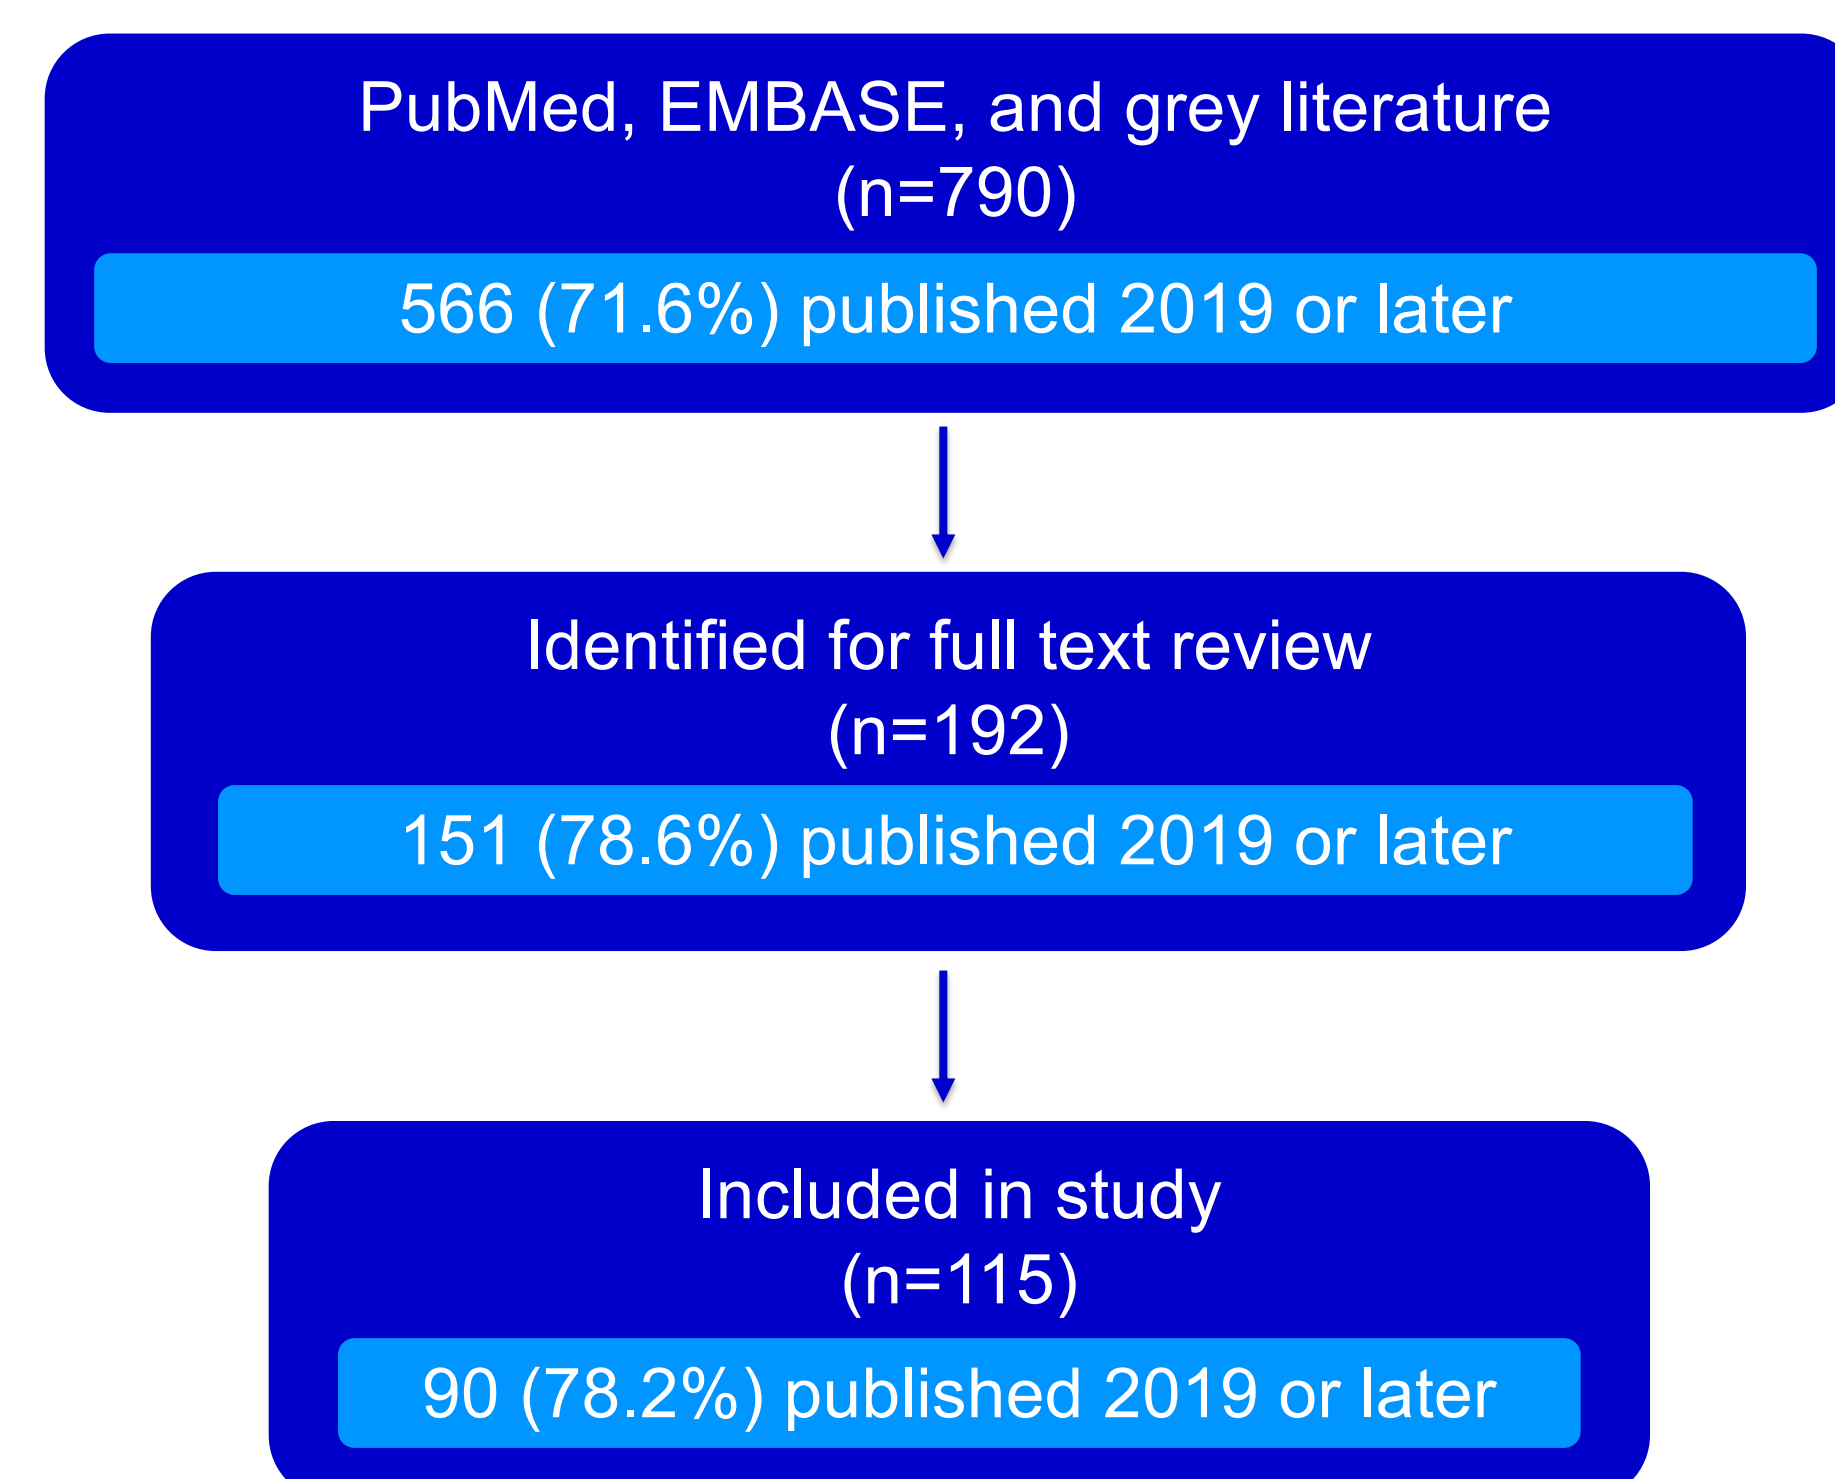 PubMed, EMBASE, and grey literature
(n=790)
566 (71.6%) published 2019 or later
Identified for full text review
(n=192)
151 (78.6%) published 2019 or later
Included in study
(n=115)
90 (78.2%) published 2019 or later